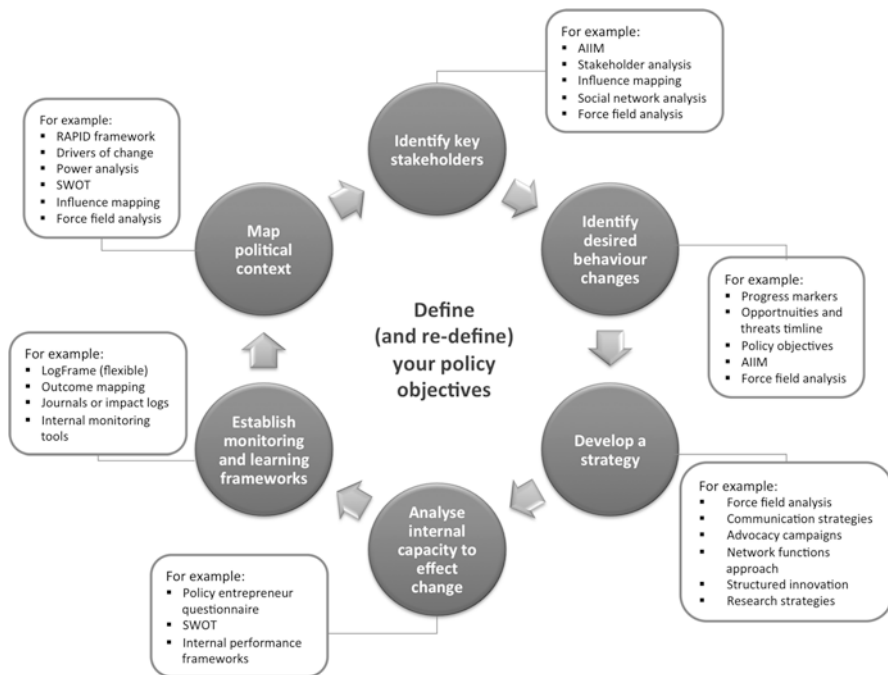 For example:
AIIM
Stakeholder analysis
Influence mapping
Social network analysis
Force field analysis
Identify key
stakeholders
For example:
RAPID framework
Drivers of change
Power analysis
SWOT
Influence mapping
Force field analysis
Map
political
context
Identify
desired
behaviour
changes
For example:
Progress markers
Opportnuities and
threats timline
Policy objectives
AIIM
Force field analysis
Define
(and re-define)
your policy
objectives
For example:
LogFrame (flexible)
Outcome mapping
Journals or impact logs
Internal monitoring
tools
Establish
monitoring
and learning
frameworks
Develop a
strategy
For example:
Force field analysis
Communication strategies
Advocacy campaigns
Network functions
approach
Structured innovation
Research strategies
Analyse
internal
capacity to
effect
change
For example:
Policy entrepreneur
questionnaire
SWOT
Internal performance
frameworks